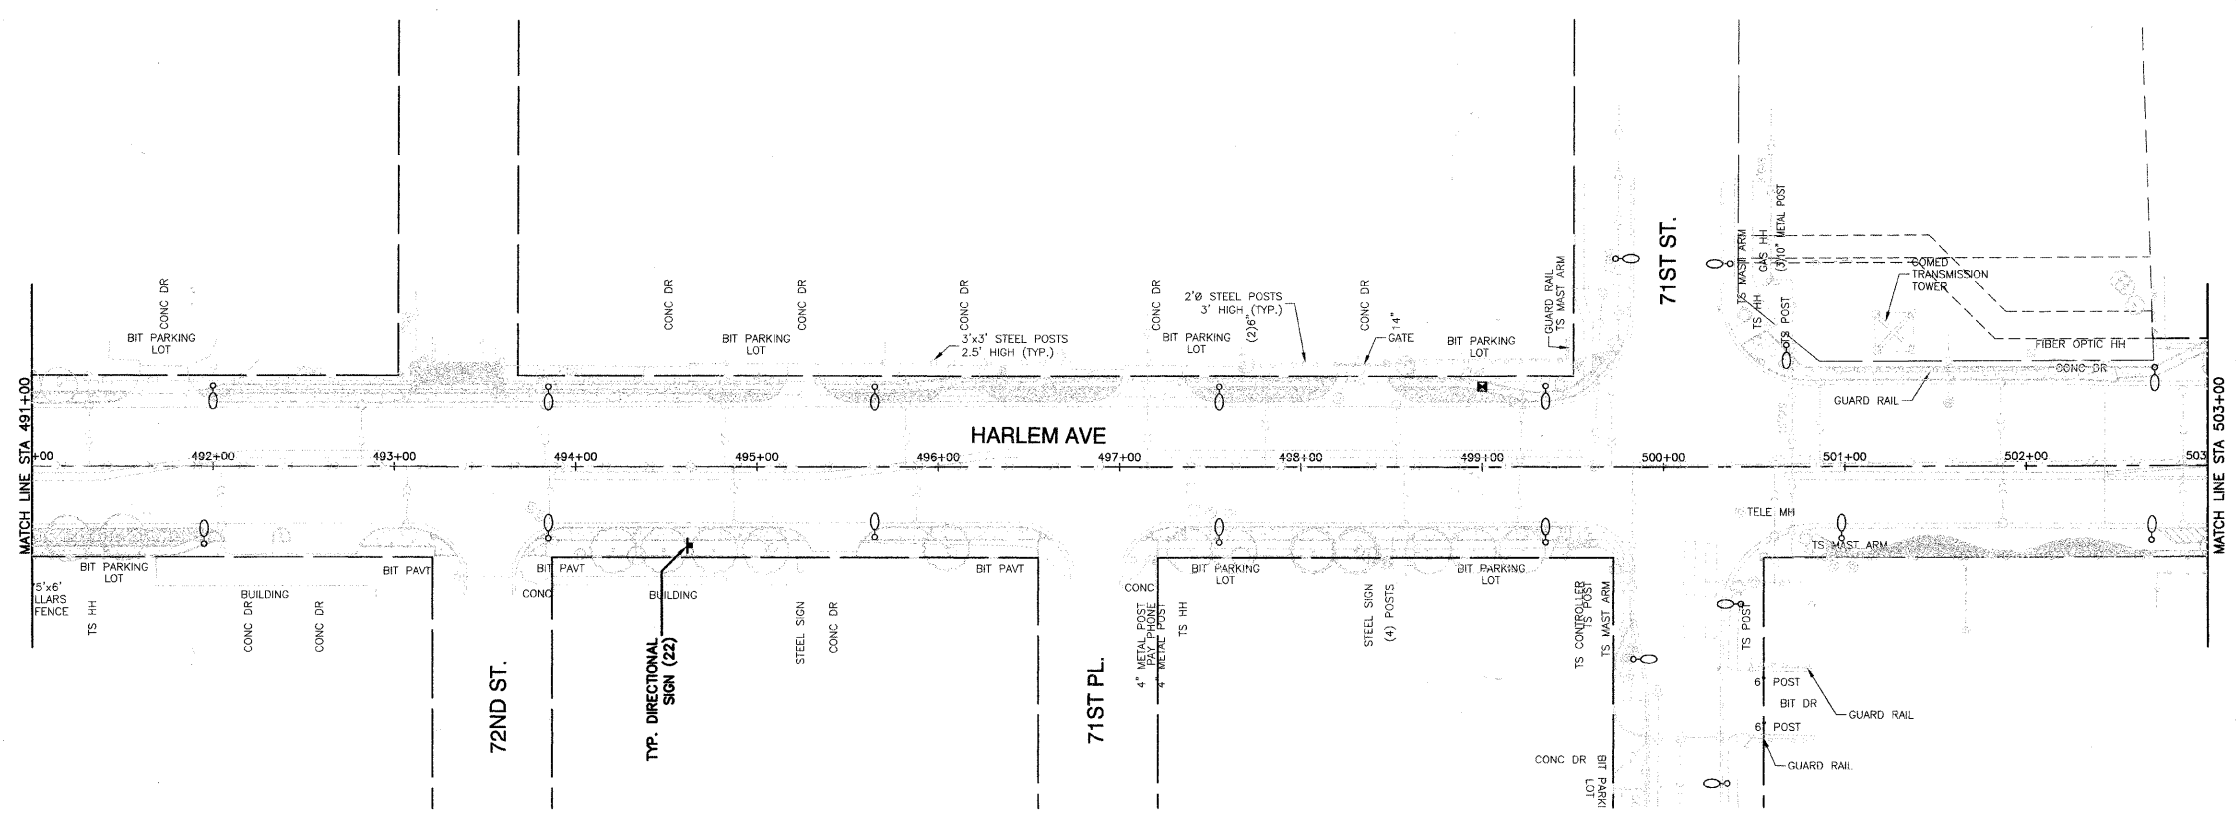 MATCH LINE STA 491+00
CONC DR
BIT PARKING
LOT
CONC DR
BIT PARKING
LOT
CONC DR
CONC DR
3'x3' STEEL POSTS
2.5' HIGH (TYP.)
CONC DR
BIT PARKING
LOT
2'Ø STEEL POSTS
3' HIGH (TYP.)
(2)6"
CONC DR
14"
GATE
BIT PARKING
LOT
GUARD RAIL
TS MAST ARM
71ST ST.
TS MAST ARM
GAS HH
(3)10" METAL POST
TS HH
TS POST
COMED
TRANSMISSION
TOWER
FIBER OPTIC HH
CONC DR
GUARD RAIL
MATCH LINE STA 503+00
HARLEM AVE
+00
492+00
493+00
494+00
495+00
496+00
497+00
498+00
499+00
500+00
501+00
502+00
503
TELE MH
TS MAST ARM
5'x6'
LLARS
FENCE
BIT PARKING
LOT
TS HH
BUILDING
CONC DR
CONC DR
BIT PAVT
72ND ST.
BIT PAVT
CONC
BUILDING
TYP. DIRECTIONAL
SIGN (22)
STEEL SIGN
CONC DR
BIT PAVT
71ST PL.
CONC
4" METAL POST
PAY PHONE
4" METAL POST
TS HH
BIT PARKING
LOT
STEEL SIGN
(4) POSTS
BIT PARKING
LOT
TS CONTROLLER
TS POST
TS MAST ARM
CONC DR
BIT PARKI
LOT
TS POST
6" POST
BIT DR
6" POST
GUARD RAIL
GUARD RAIL